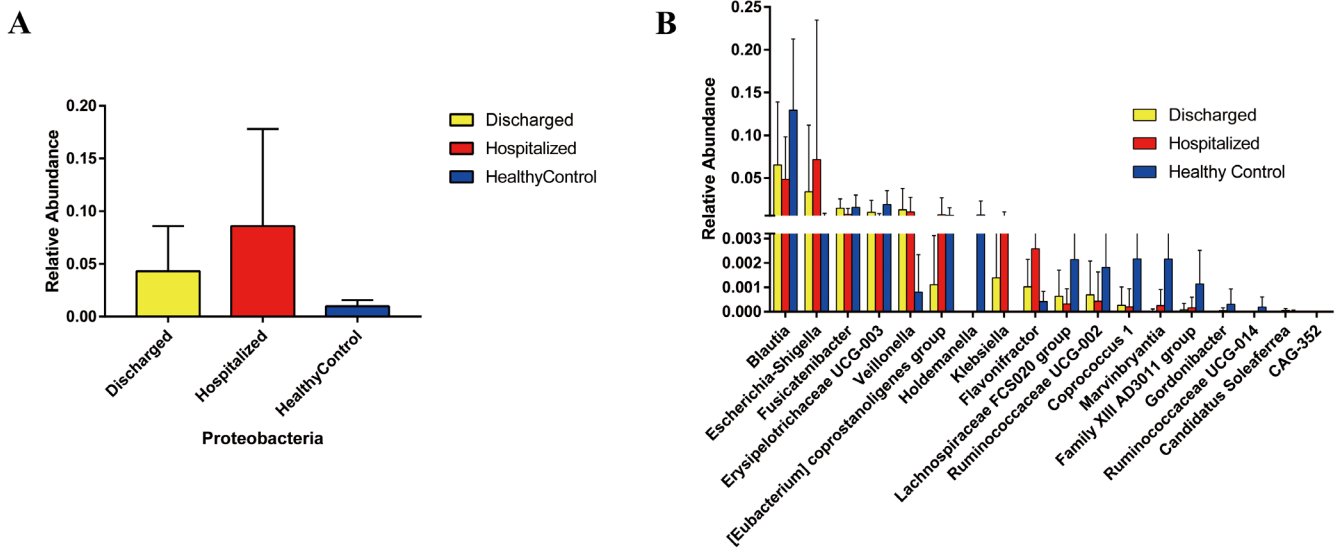 A
Relative Abundance
0.20
0.15
0.10
0.05
0.00
Discharged
Hospitalized
HealthyControl
Proteobacteria
Discharged
Hospitalized
HealthyControl
B
Relative Abundance
0.25
0.20
0.15
0.10
0.05
0.003
0.002
0.001
0.000
Discharged
Hospitalized
Healthy Control
Blautia
Escherichia-Shigella
Fusicatenibacter
Erysipelotrichaceae UCG-003
Veillonella
[Eubacterium] coprostanoligenes group
Holdemanella
Klebsiella
Flavonifractor
Lachnospiraceae FCS020 group
Ruminococcaceae UCG-002
Coprococcus 1
Marvinbryantia
Family XIII AD3011 group
Gordonibacter
Ruminococcaceae UCG-014
Candidatus Soleaferrea
CAG-352